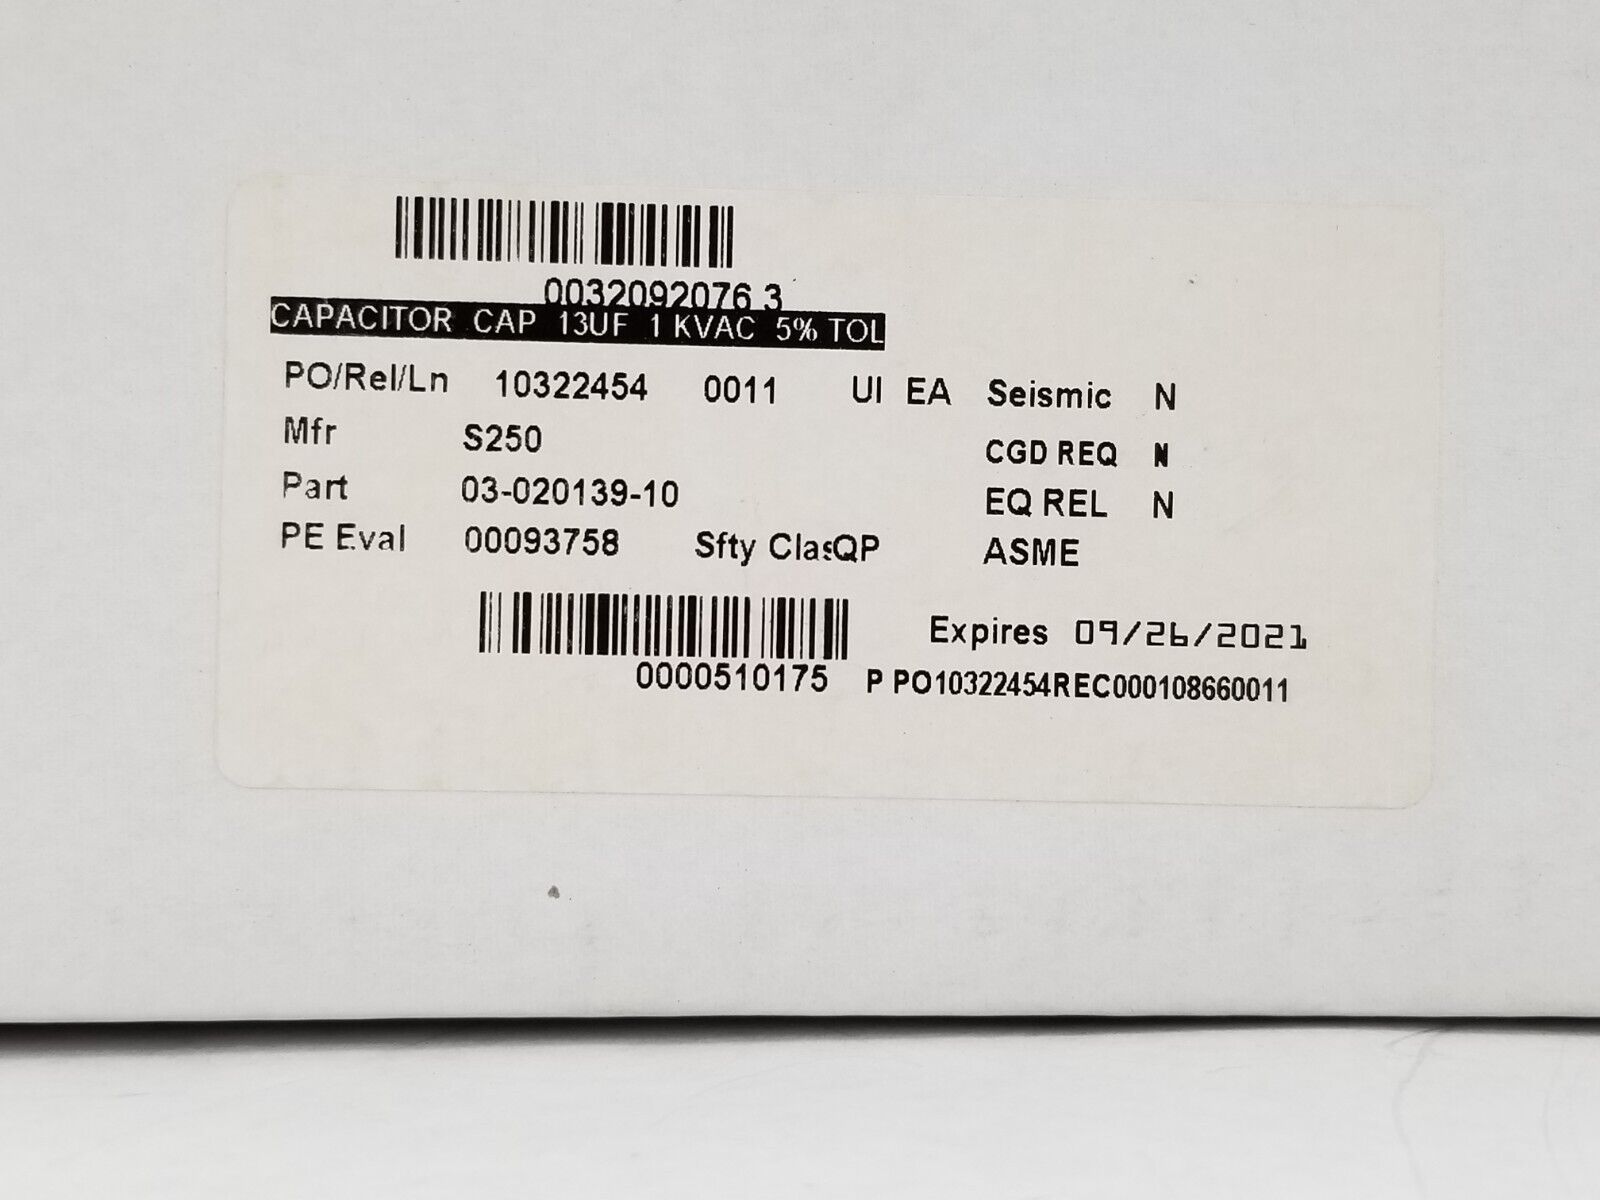 0032092076 3
CAPACITOR CAP 13UF 1 KVAC 5% TOL
PO/Rel/Ln 10322454 0011 UI EA Seismic N
Mfr S250 CGD REQ N
Part 03-020139-10 EQ REL N
PE Eval 00093758 Sfty ClasQP ASME
Expires 09/26/2021
0000510175 P PO10322454REC000108660011